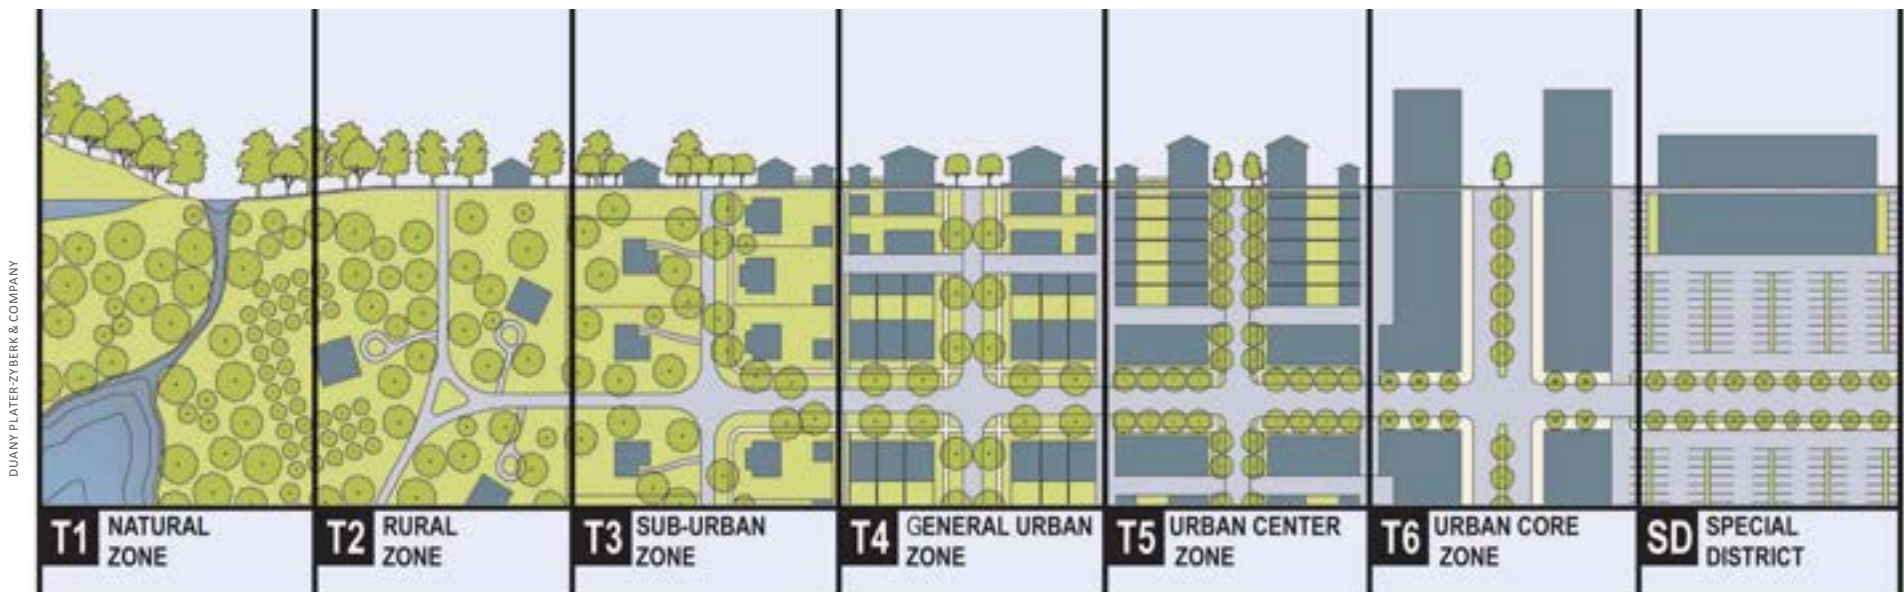 DUANY PLATER-ZYBERK & COMPANY
T1 NATURAL
ZONE
T2 RURAL
ZONE
T3 SUB-URBAN
ZONE
T4 GENERAL URBAN
ZONE
T5 URBAN CENTER
ZONE
T6 URBAN CORE
ZONE
SD SPECIAL
DISTRICT